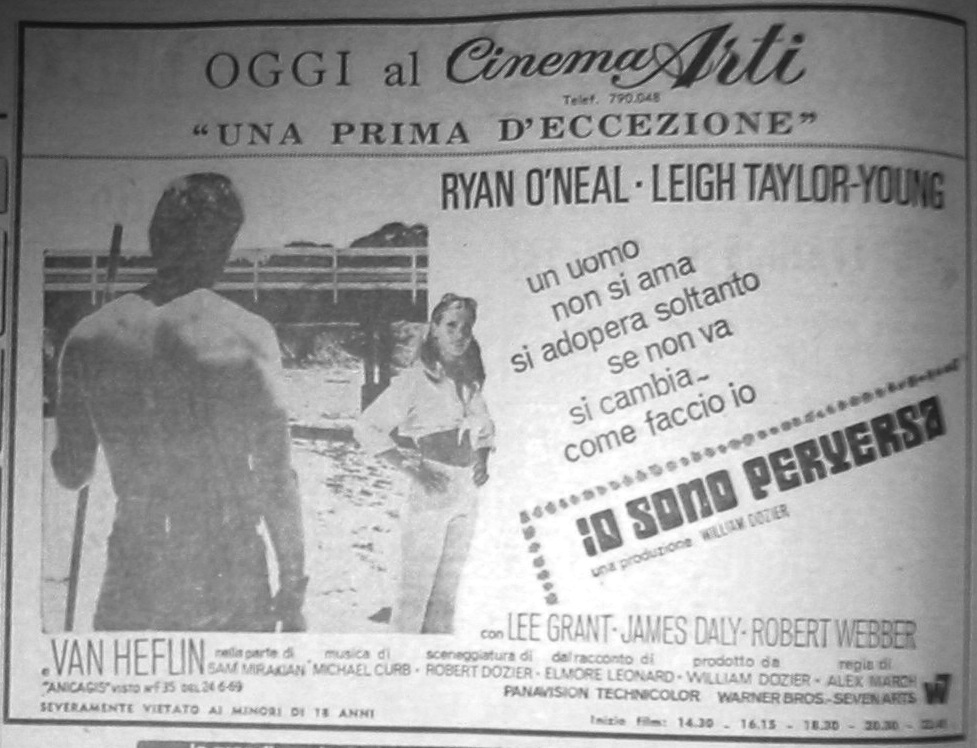 OGGI al Cinema Arti
Telef. 790.048
"UNA PRIMA D'ECCEZIONE"
RYAN O'NEAL · LEIGH TAYLOR-YOUNG
un uomo
non si ama
si adopera soltanto
se non va
si cambia~
come faccio io
io sono perversa
una produzione WILLIAM DOZIER
con LEE GRANT · JAMES DALY · ROBERT WEBBER
e VAN HEFLIN nella parte di SAM MIRAKIAN
musica di MICHAEL CURB · sceneggiatura di ROBERT DOZIER · dal racconto di ELMORE LEONARD · prodotto da WILLIAM DOZIER · regia di ALEX MARCH
"ANICAGIS" visto nº F35 DEL 24 6-69
PANAVISION TECHNICOLOR WARNER BROS.-SEVEN ARTS W7
SEVERAMENTE VIETATO AI MINORI DI 18 ANNI
Inizio film: 14.30 - 16.15 - 18.30 - 20.30 -